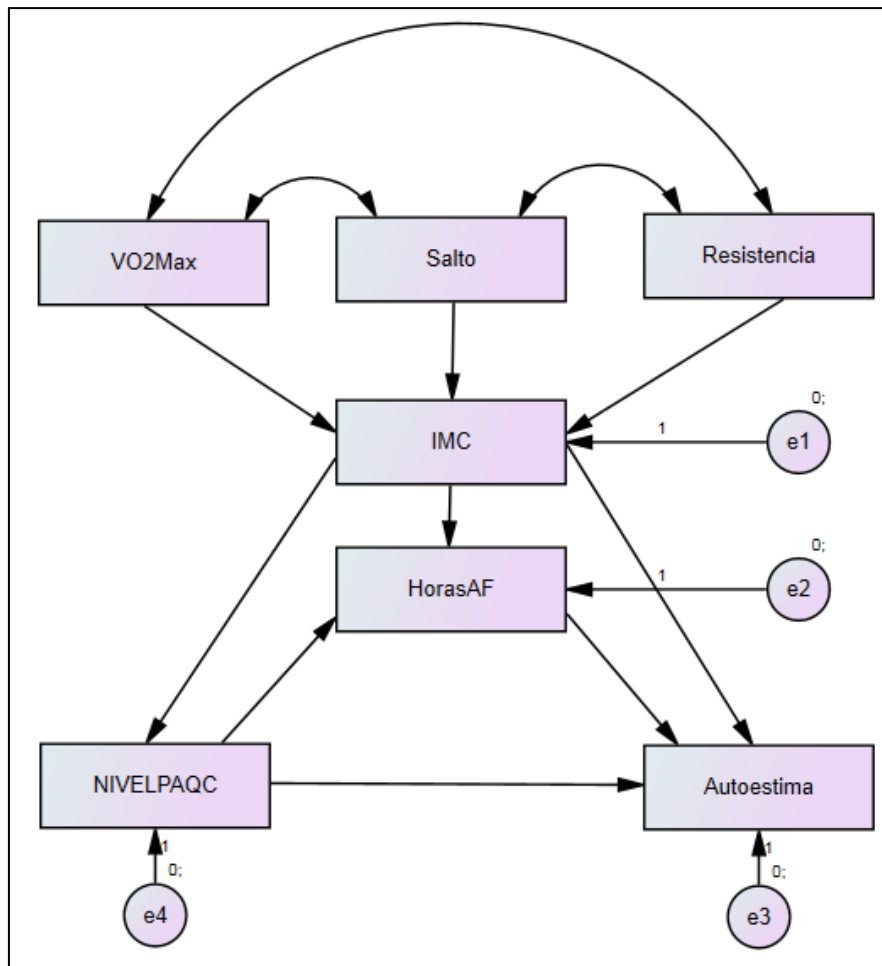 VO2Max
Salto
Resistencia
IMC
1
0;
e1
HorasAF
1
0;
e2
NIVELPAQC
Autoestima
1
0;
e4
1
0;
e3